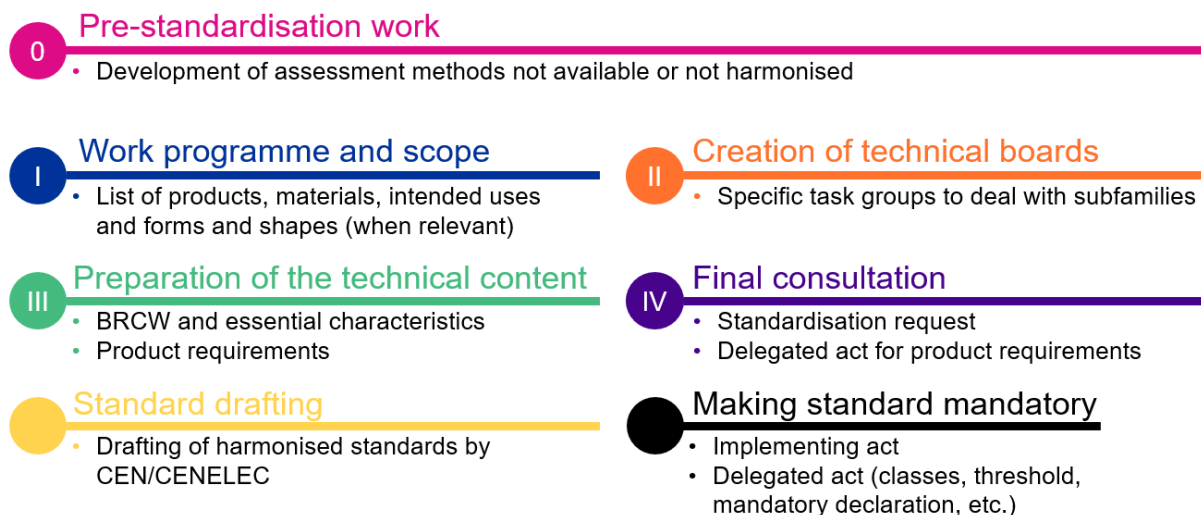 0
Pre-standardisation work
• Development of assessment methods not available or not harmonised
I
Work programme and scope
• List of products, materials, intended uses
and forms and shapes (when relevant)
II
Creation of technical boards
• Specific task groups to deal with subfamilies
III
Preparation of the technical content
• BRCW and essential characteristics
• Product requirements
IV
Final consultation
• Standardisation request
• Delegated act for product requirements
Standard drafting
• Drafting of harmonised standards by
CEN/CENELEC
Making standard mandatory
• Implementing act
• Delegated act (classes, threshold,
mandatory declaration, etc.)